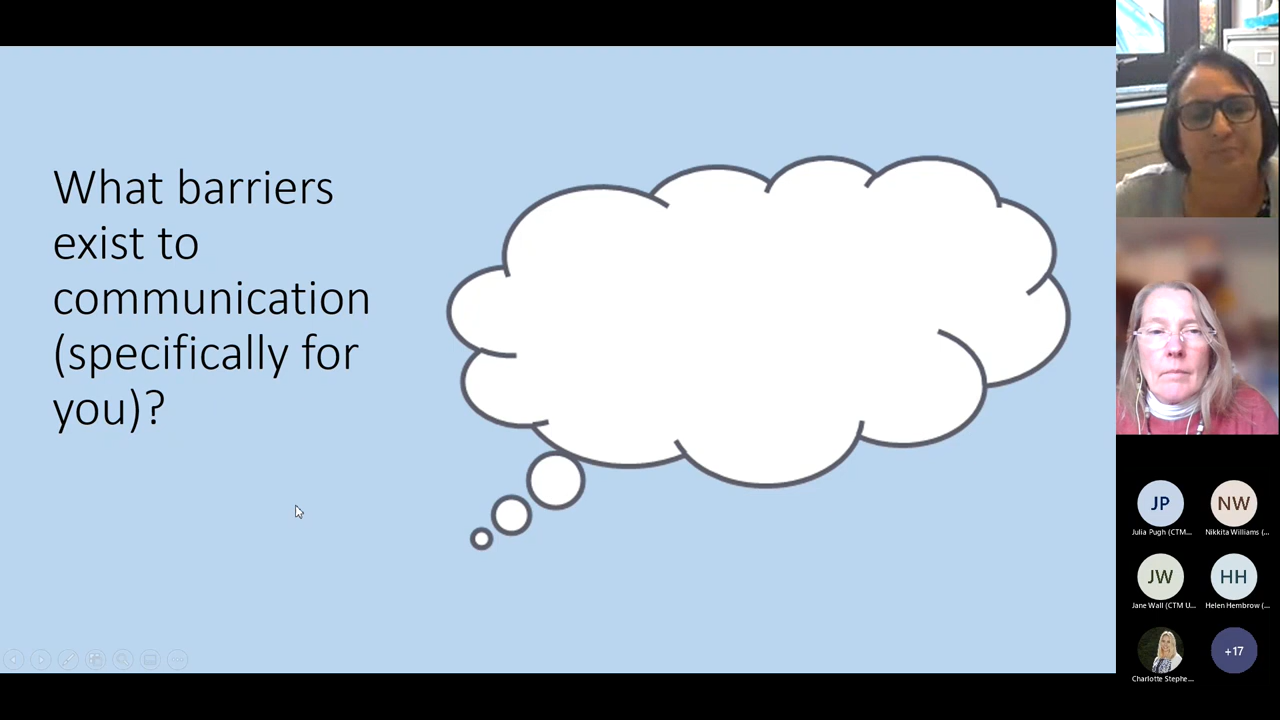 What barriers
exist to
communication
(specifically for
you)?
JP
NW
Julia Pugh (CTM...
Nikkita Williams (...
JW
HH
Jane Wall (CTM U...
Helen Hembrow (...
+17
Charlotte Stephe...